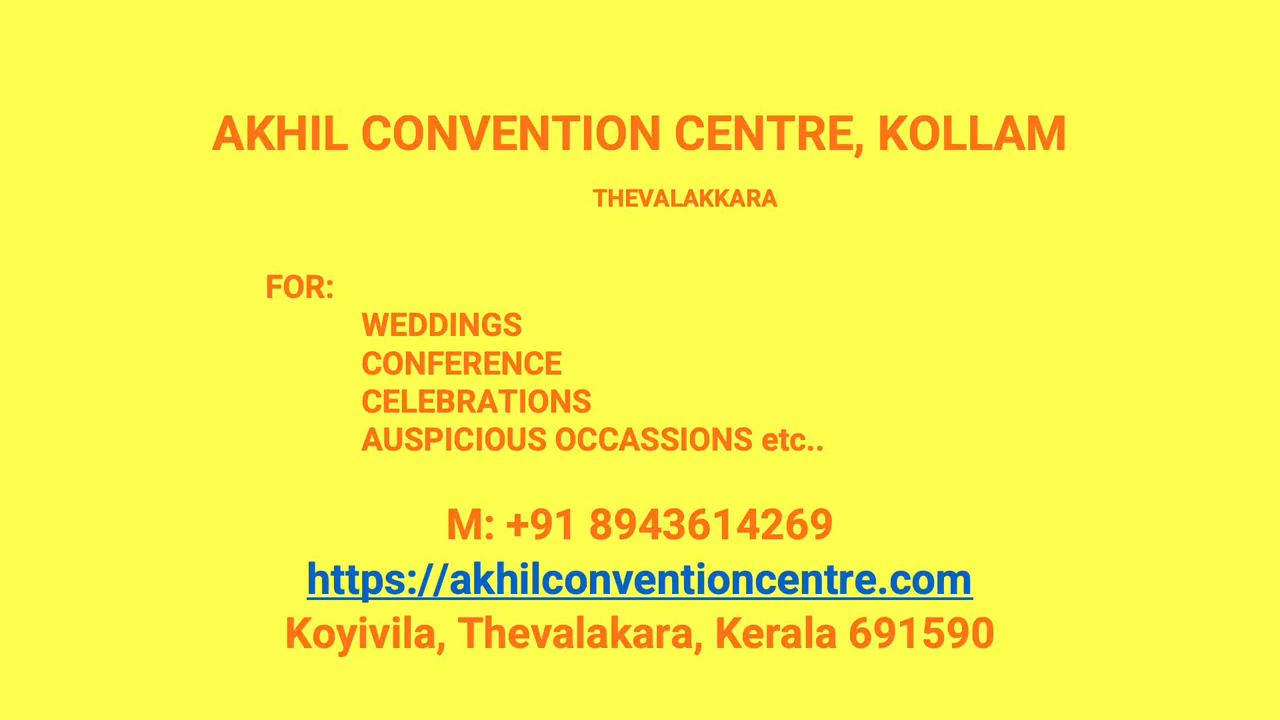 AKHIL CONVENTION CENTRE, KOLLAM
THEVALAKKARA
FOR:
WEDDINGS
CONFERENCE
CELEBRATIONS
AUSPICIOUS OCCASSIONS etc..
M: +91 8943614269
https://akhilconventioncentre.com
Koyivila, Thevalakara, Kerala 691590